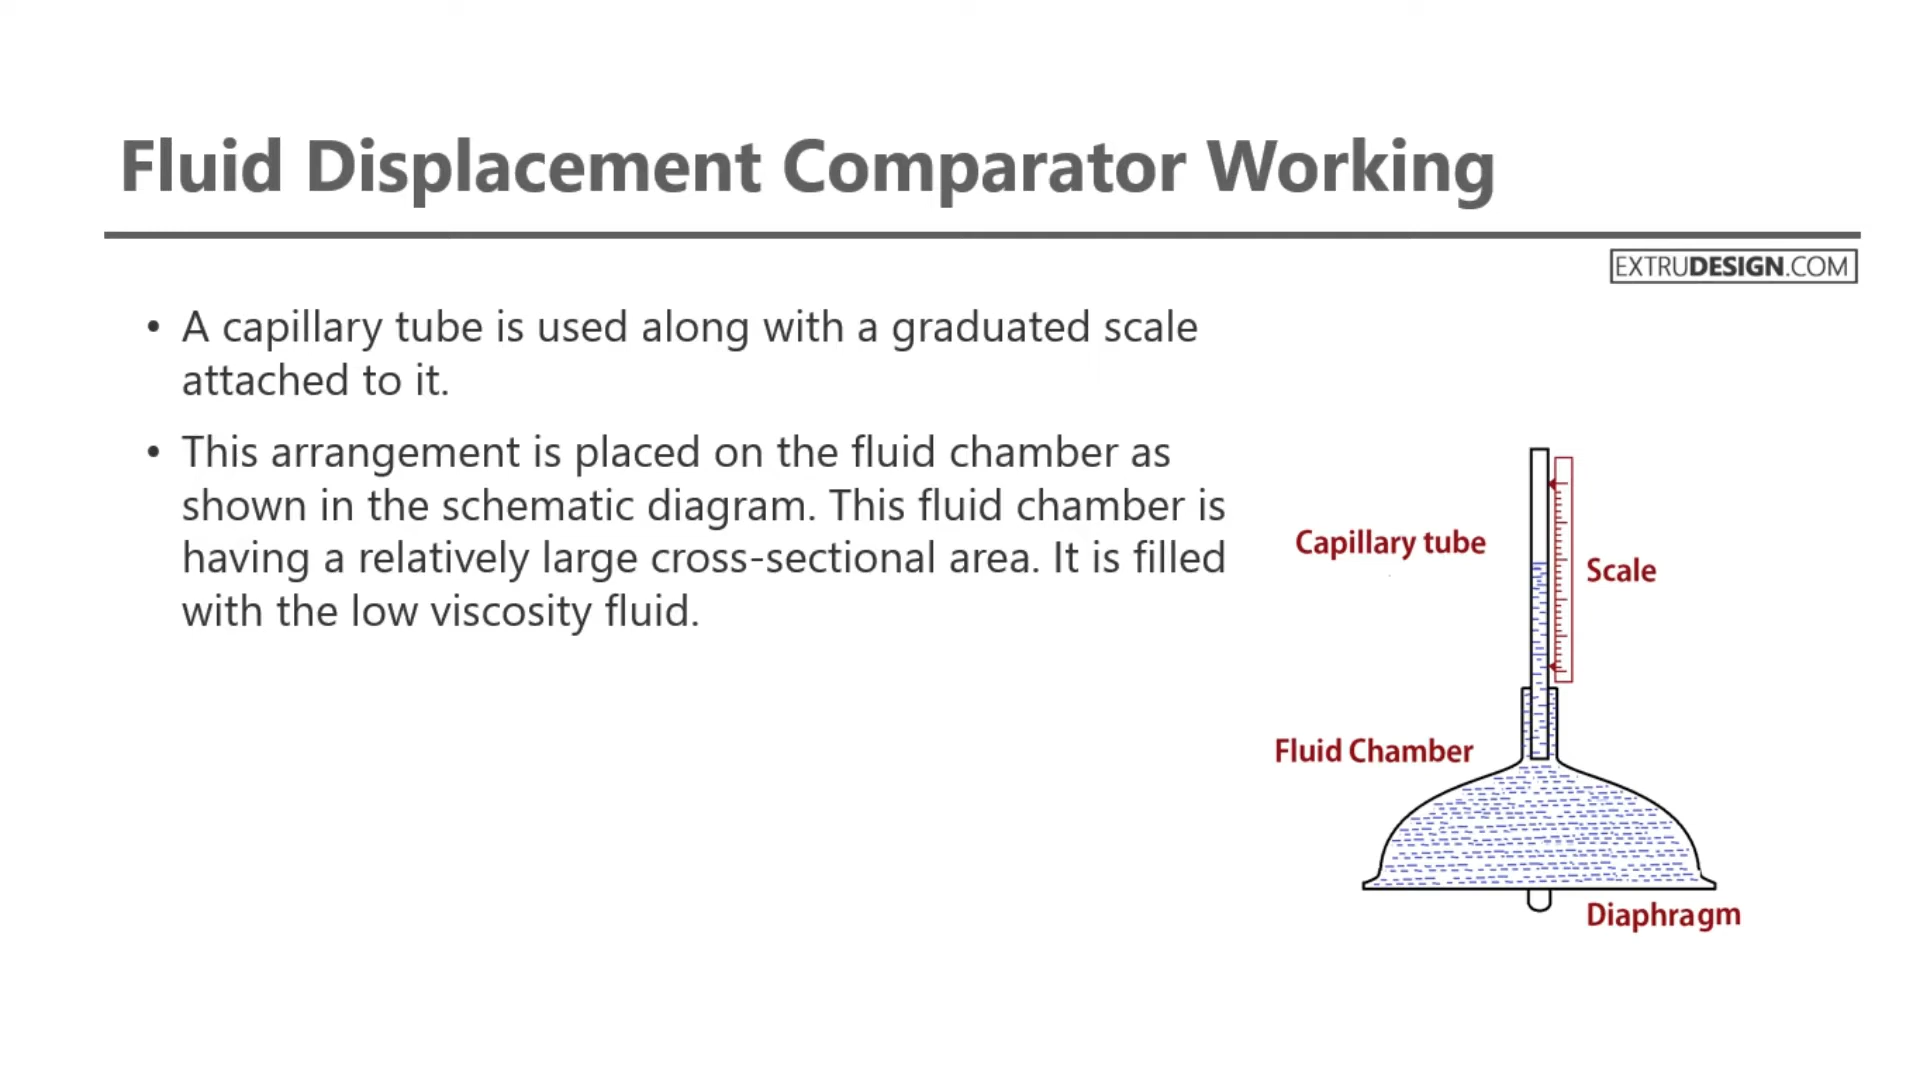 Fluid Displacement Comparator Working
EXTRUDESIGN.COM
• A capillary tube is used along with a graduated scale
attached to it.
• This arrangement is placed on the fluid chamber as
shown in the schematic diagram. This fluid chamber is
having a relatively large cross-sectional area. It is filled
with the low viscosity fluid.
Capillary tube
Scale
Fluid Chamber
Diaphragm